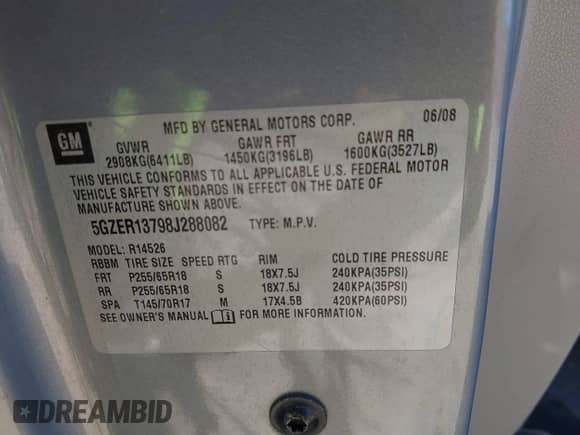 GM
MFD BY GENERAL MOTORS CORP. 06/08
GVWR GAWR FRT GAWR RR
2908KG(6411LB) 1450KG(3196LB) 1600KG(3527LB)
THIS VEHICLE CONFORMS TO ALL APPLICABLE U.S. FEDERAL MOTOR
VEHICLE SAFETY STANDARDS IN EFFECT ON THE DATE OF
MANUFACTURE SHOWN ABOVE.
5GZER13798J288082 TYPE: M.P.V.
MODEL: R14526
RBBM TIRE SIZE SPEED RTG RIM COLD TIRE PRESSURE
FRT P255/65R18 S 18X7.5J 240KPA(35PSI)
RR P255/65R18 S 18X7.5J 240KPA(35PSI)
SPA T145/70R17 M 17X4.5B 420KPA(60PSI)
SEE OWNER'S MANUAL FOR MORE INFORMATION.
DREAMBID